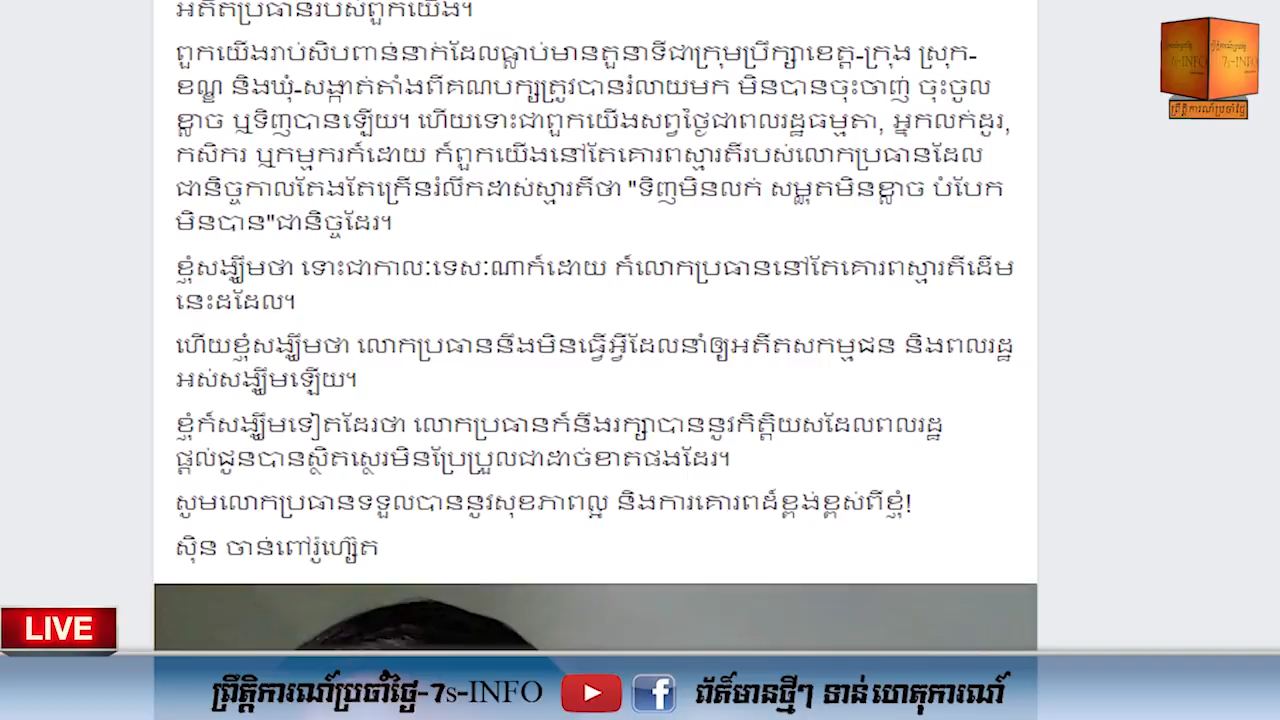 អតីតប្រធានរបស់ពួកយើង។
ពួកយើងរាប់សិបពាន់នាក់ដែលធ្លាប់មានតួនាទីជាក្រុមប្រឹក្សាខេត្ត-ក្រុង ស្រុក-
ខណ្ឌ និងឃុំ-សង្កាត់តាំងពីគណបក្សត្រូវបានរំលាយមក មិនបានចុះចាញ់ ចុះចូល
ខ្លាច ឬទិញបានឡើយ។ ហើយទោះជាពួកយើងសព្វថ្ងៃជាពលរដ្ឋធម្មតា, អ្នកលក់ដូរ,
កសិករ ឬកម្មករក៍ដោយ ក៍ពួកយើងនៅតែគោរពស្មារតីរបស់លោកប្រធានដែល
ជានិច្ចកាលតែងតែក្រើនរំលឹកដាស់ស្មារតីថា "ទិញមិនលក់ សម្លុតមិនខ្លាច បំបែក
មិនបាន"ជានិច្ចដែរ។
ខ្ញុំសង្ឃឹមថា ទោះជាកាលៈទេសៈណាក៍ដោយ ក៍លោកប្រធាននៅតែគោរពស្មារតីដើម
នេះដដែល។
ហើយខ្ញុំសង្ឃឹមថា លោកប្រធាននឹងមិនធ្វើអ្វីដែលនាំឲ្យអតីតសកម្មជន និងពលរដ្ឋ
អស់សង្ឃឹមឡើយ។
ខ្ញុំក៍សង្ឃឹមទៀតដែរថា លោកប្រធានក៍នឹងរក្សាបាននូវកិត្តិយសដែលពលរដ្ឋ
ផ្តល់ជូនបានស្ថិតស្ថេរមិនប្រែប្រួលជាដាច់ខាតផងដែរ។
សូមលោកប្រធានទទួលបាននូវសុខភាពល្អ និងការគោរពដ៏ខ្ពង់ខ្ពស់ពីខ្ញុំ!
ស៊ិន ចាន់ពៅរ៉ូហ្ស៊េត
7s-INFO
7s-INFO
ព្រឹត្តិការណ៍ប្រចាំថ្ងៃ
LIVE
ព្រឹត្តិការណ៍ប្រចាំថ្ងៃ-7s-INFO
ព័ត៌មានថ្មីៗ ទាន់ហេតុការណ៍